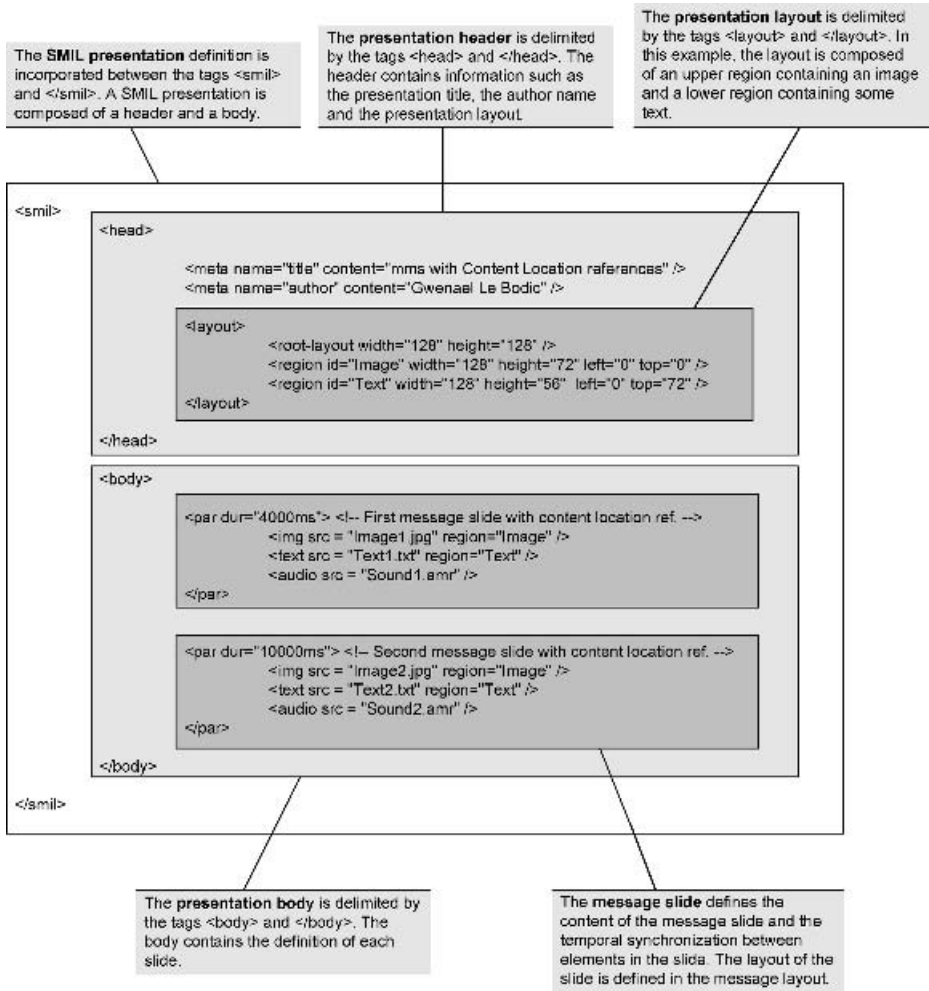 The SMIL presentation definition is
incorporated between the tags <smil>
and </smil>. A SMIL presentation is
composed of a header and a body.
The presentation header is delimited
by the tags <head> and </head>. The
header contains information such as
the presentation title, the author name
and the presentation layout.
The presentation layout is delimited
by the tags <layout> and </layout>. In
this example, the layout is composed
of an upper region containing an image
and a lower region containing some
text.
<smil>
<head>
<meta name="title" content="mms with Content Location references" />
<meta name="author" content="Gwenael Le Bodic" />
<layout>
<root-layout width="128" height="128" />
<region id="Image" width="128" height="72" left="0" top="0" />
<region id="Text" width="128" height="56" left="0" top="72" />
</layout>
</head>
<body>
<par dur="4000ms"> <!-- First message slide with content location ref. -->
<img src = "Image1.jpg" region="Image" />
<text src = "Text1.txt" region="Text" />
<audio src = "Sound1.amr" />
</par>
<par dur="10000ms"> <!-- Second message slide with content location ref. -->
<img src = "Image2.jpg" region="Image" />
<text src = "Text2.txt" region="Text" />
<audio src = "Sound2.amr" />
</par>
</body>
</smil>
The presentation body is delimited by
the tags <body> and </body>. The
body contains the definition of each
slide.
The message slide defines the
content of the message slide and the
temporal synchronization between
elements in the slide. The layout of the
slide is defined in the message layout.